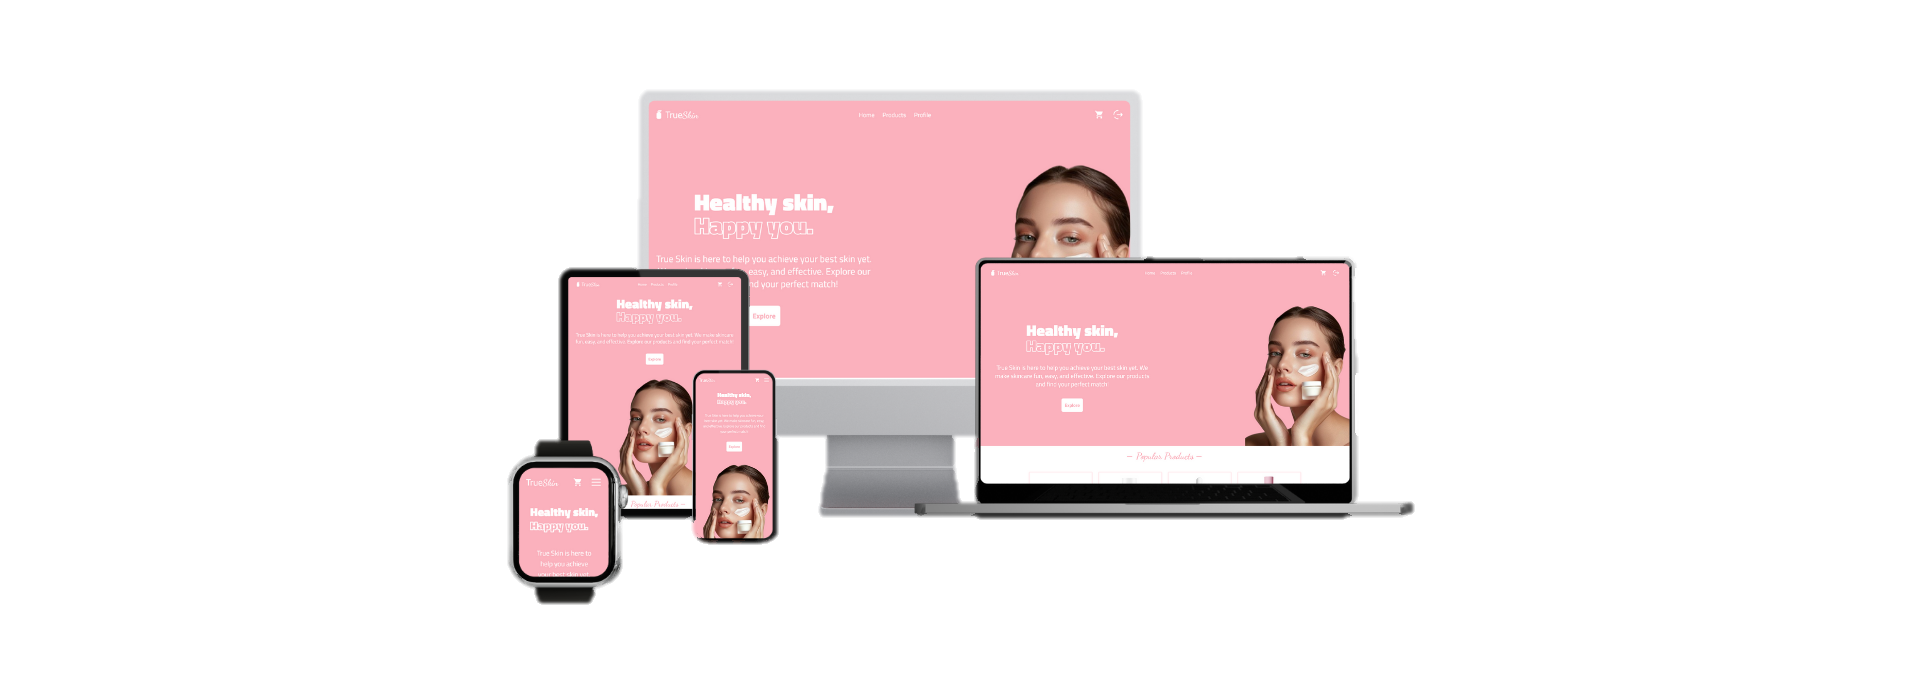 TrueSkin
Home Products Profile
Healthy skin,
Happy you.
True Skin is here to help you achieve your best skin yet.
easy, and effective. Explore our
your perfect match!
Explore
TrueSkin
Home Products Profile
Healthy skin,
Happy you.
True Skin is here to help you achieve your best skin yet. We make skincare
fun, easy, and effective. Explore our products and find your perfect match!
Explore
Popular Products —
TrueSkin
Healthy skin,
Happy you.
Explore
TrueSkin
Healthy skin,
Happy you.
True Skin is here to
help you achieve
your best skin yet.
TrueSkin
Home Products Profile
Healthy skin,
Happy you.
True Skin is here to help you achieve your best skin yet. We
make skincare fun, easy, and effective. Explore our products
and find your perfect match!
Explore
— Popular Products —